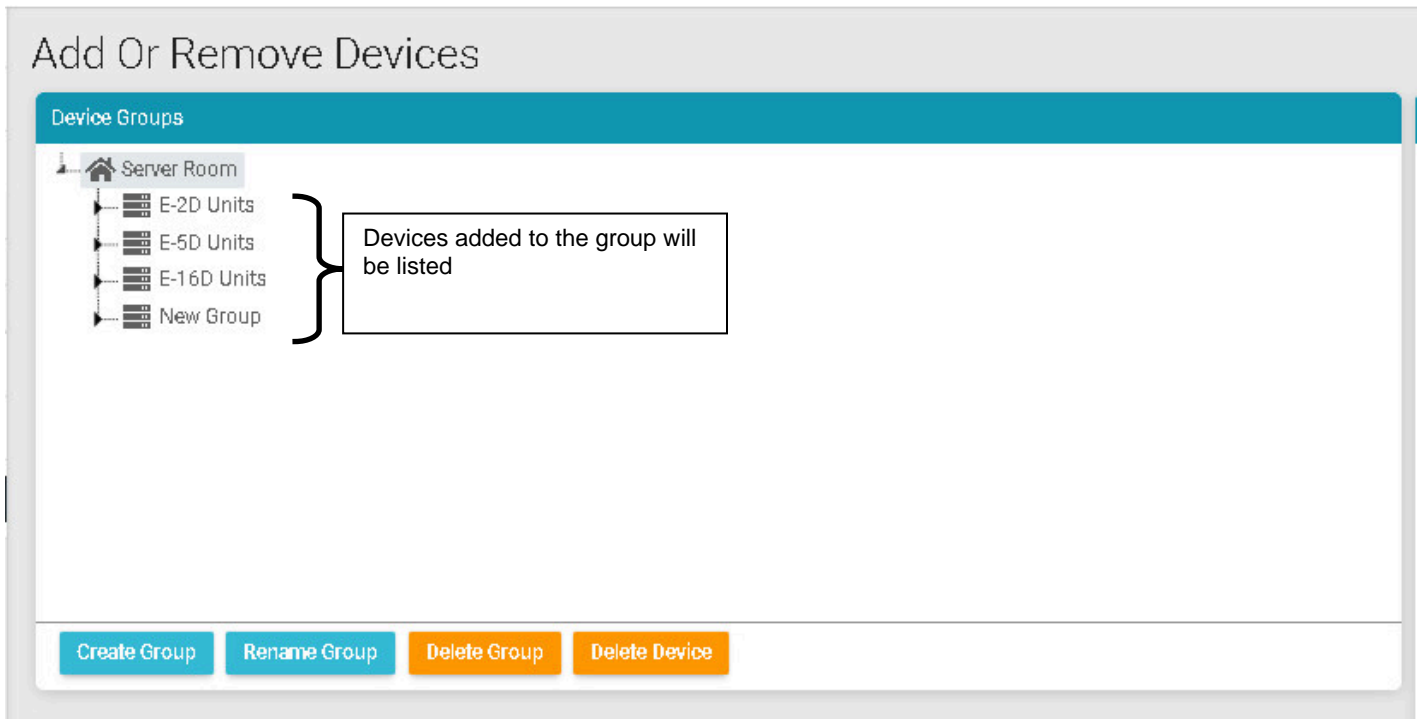 Add Or Remove Devices
Device Groups
Server Room
E-2D Units
E-5D Units
E-16D Units
New Group
Devices added to the group will
be listed
Create Group
Rename Group
Delete Group
Delete Device